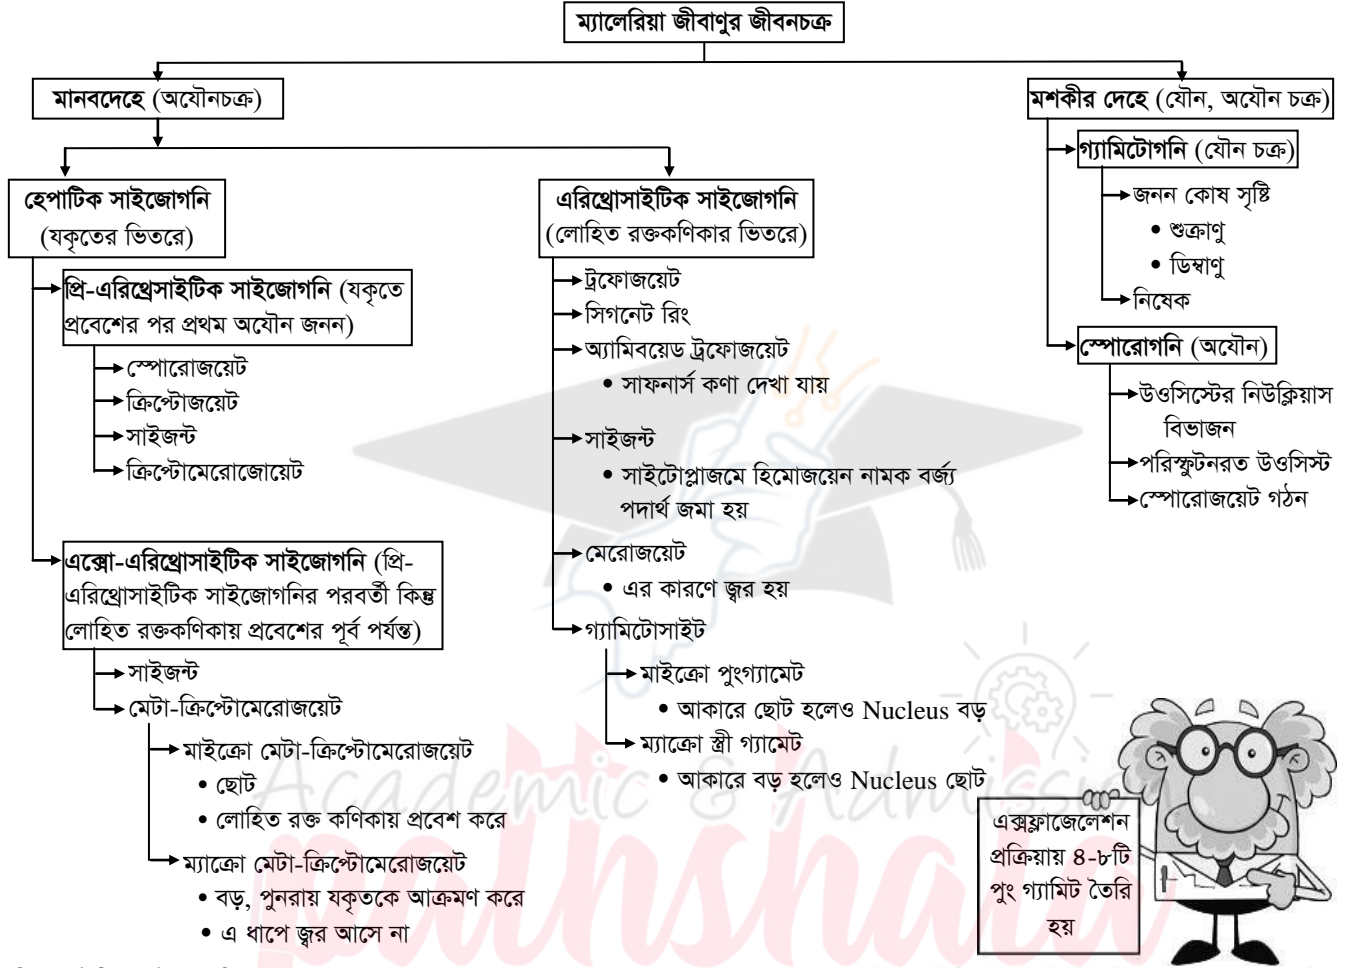 ম্যালেরিয়া জীবাণুর জীবনচক্র
মানবদেহে (অযৌনচক্র)
হেপাটিক সাইজোগনি
(যকৃতের ভিতরে)
প্রি-এরিথ্রেসাইটিক সাইজোগনি (যকৃতে
প্রবেশের পর প্রথম অযৌন জনন)
স্পোরোজয়েট
ক্রিপ্টোজয়েট
সাইজন্ট
ক্রিপ্টোমেরোজোয়েট
এক্সো-এরিথ্রোসাইটিক সাইজোগনি (প্রি-
এরিথ্রোসাইটিক সাইজোগনির পরবর্তী কিন্তু
লোহিত রক্তকণিকায় প্রবেশের পূর্ব পর্যন্ত)
সাইজন্ট
মেটা-ক্রিপ্টোমেরোজয়েট
মাইক্রো মেটা-ক্রিপ্টোমেরোজয়েট
• ছোট
• লোহিত রক্ত কণিকায় প্রবেশ করে
ম্যাক্রো মেটা-ক্রিপ্টোমেরোজয়েট
• বড়, পুনরায় যকৃতকে আক্রমণ করে
• এ ধাপে জ্বর আসে না
এরিথ্রোসাইটিক সাইজোগনি
(লোহিত রক্তকণিকার ভিতরে)
ট্রফোজয়েট
সিগনেট রিং
অ্যামিবয়েড ট্রফোজয়েট
• সাফনার্স কণা দেখা যায়
সাইজন্ট
• সাইটোপ্লাজমে হিমোজয়েন নামক বর্জ্য
পদার্থ জমা হয়
মেরোজয়েট
• এর কারণে জ্বর হয়
গ্যামিটোসাইট
মাইক্রো পুংগ্যামেট
• আকারে ছোট হলেও Nucleus বড়
ম্যাক্রো স্ত্রী গ্যামেট
• আকারে বড় হলেও Nucleus ছোট
মশকীর দেহে (যৌন, অযৌন চক্র)
গ্যামিটোগনি (যৌন চক্র)
জনন কোষ সৃষ্টি
• শুক্রাণু
• ডিম্বাণু
নিষেক
স্পোরোগনি (অযৌন)
উওসিস্টের নিউক্লিয়াস
বিভাজন
পরিস্ফুটনরত উওসিস্ট
স্পোরোজয়েট গঠন
এক্সফ্লাজেলেশন
প্রক্রিয়ায় ৪-৮টি
পুং গ্যামিট তৈরি
হয়
Academic & Admission
pathshala